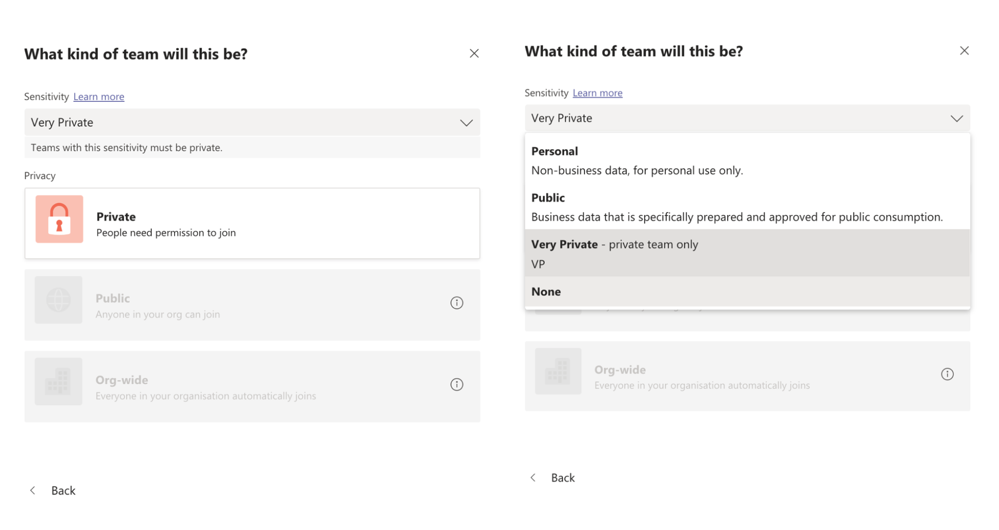 What kind of team will this be?
Sensitivity Learn more
Very Private
Teams with this sensitivity must be private.
Privacy
Private
People need permission to join
Public
Anyone in your org can join
Org-wide
Everyone in your organisation automatically joins
Back
What kind of team will this be?
Sensitivity Learn more
Very Private
Personal
Non-business data, for personal use only.
Public
Business data that is specifically prepared and approved for public consumption.
Very Private - private team only
VP
None
Org-wide
Everyone in your organisation automatically joins
Back